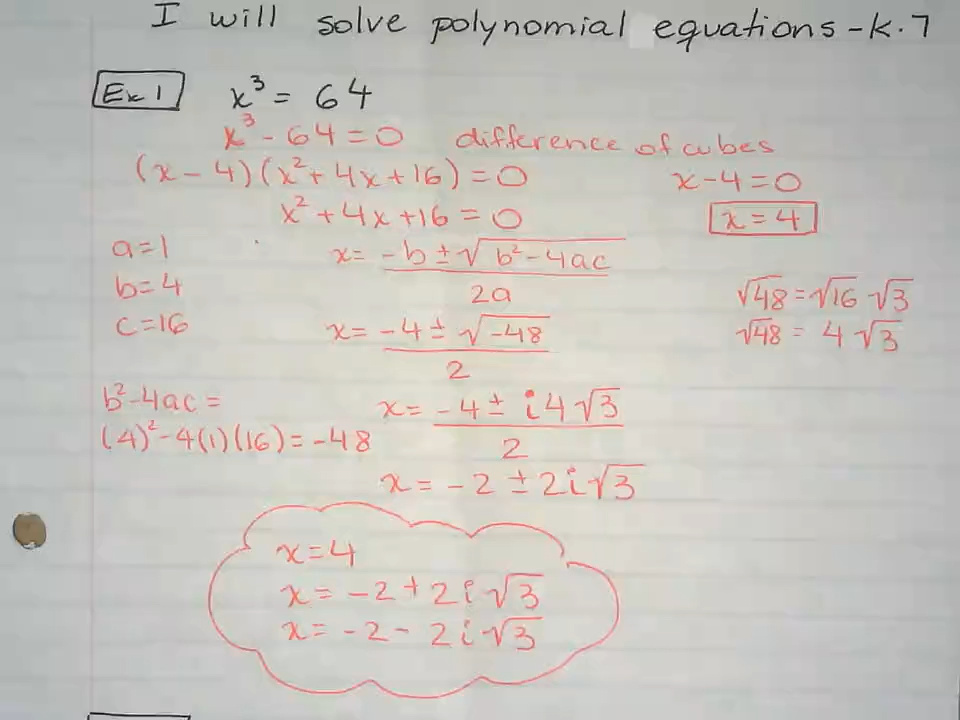 I will solve polynomial equations - K.7
Ex 1 x³ = 64
x³ - 64 = 0 difference of cubes
(x - 4)(x² + 4x + 16) = 0
x - 4 = 0
x² + 4x + 16 = 0
x = 4
a = 1
x = -b ± √b² - 4ac / 2a
b = 4
c = 16
√48 = √16 √3
√48 = 4√3
x = -4 ± √-48 / 2
b² - 4ac =
(4)² - 4(1)(16) = -48
x = -4 ± i4√3 / 2
x = -2 ± 2i√3
x = 4
x = -2 + 2i√3
x = -2 - 2i√3